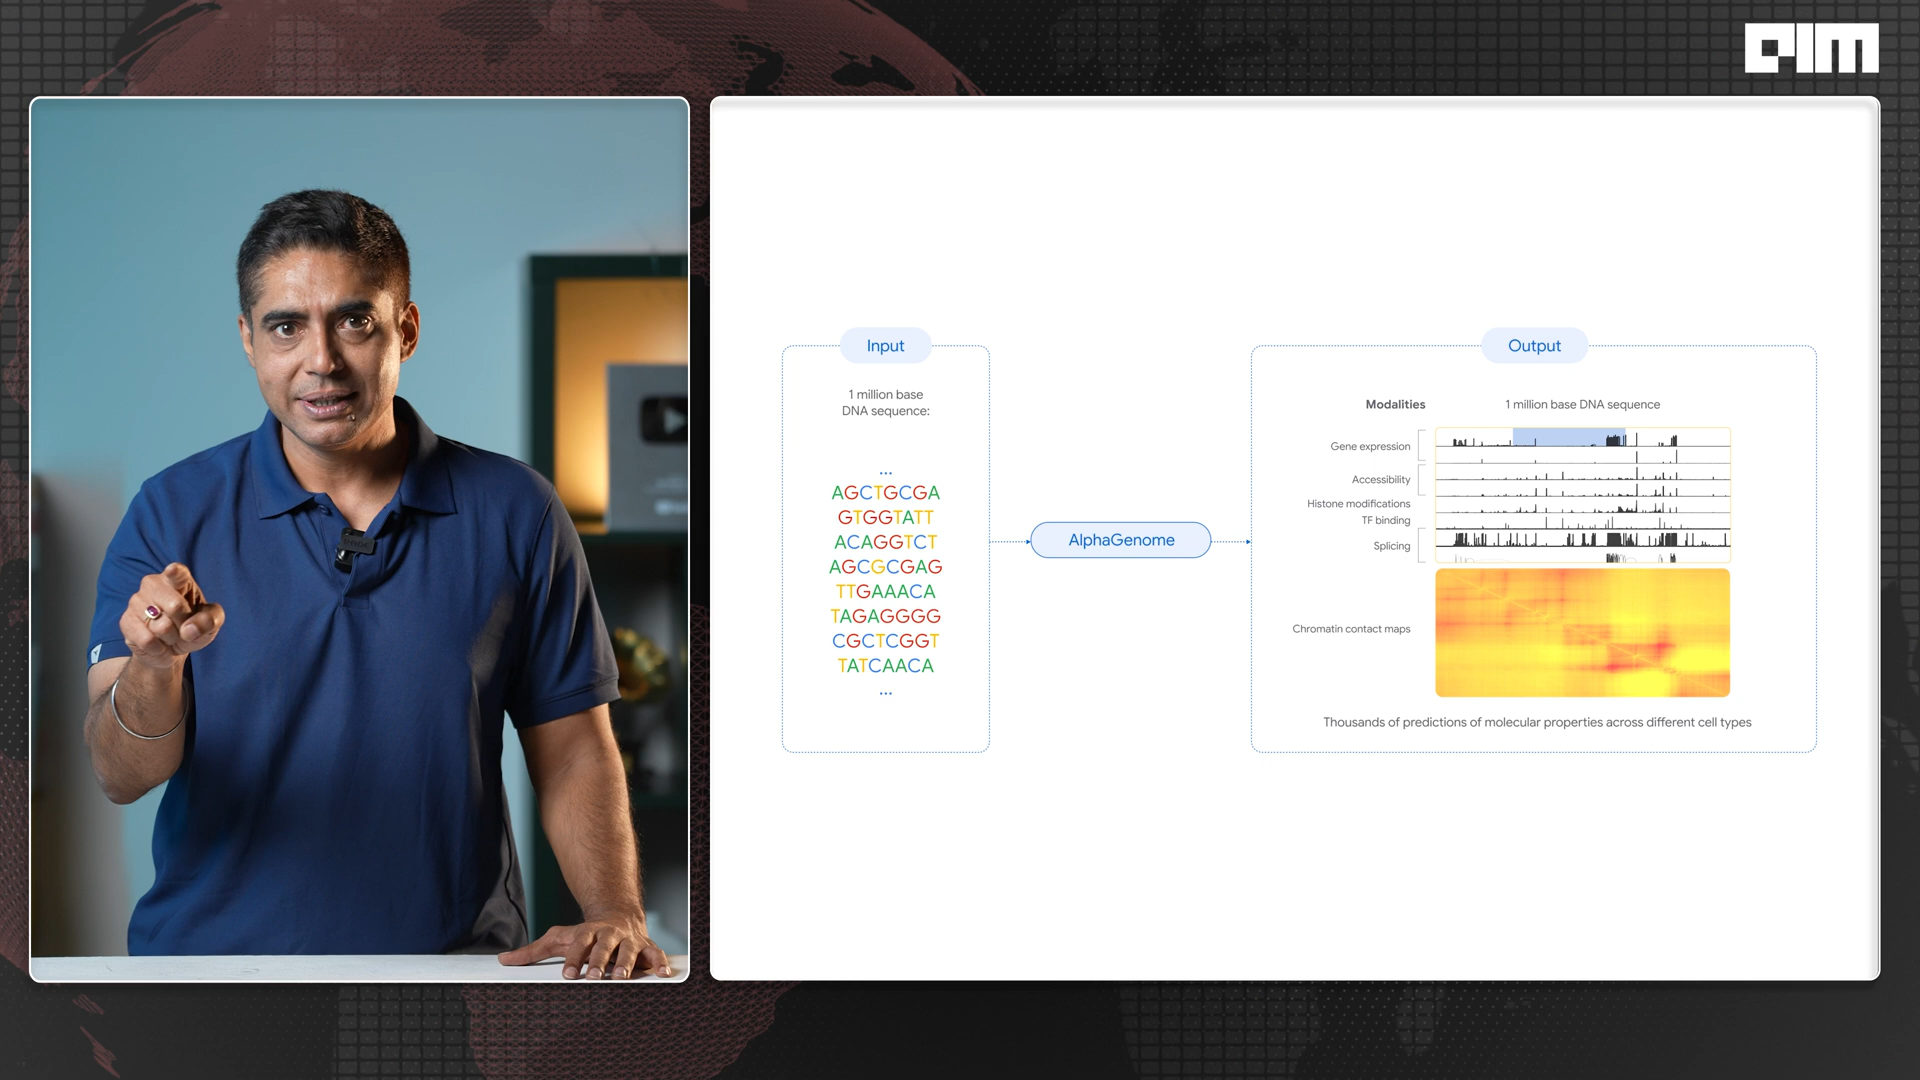 AIM
Input
1 million base
DNA sequence:
...
AGCTGCGA
GTGGTATT
ACAGGTCT
AGCGCGAG
TTGAAACA
TAGAGGGG
CGCTCGGT
TATCAACA
...
AlphaGenome
Output
Modalities 1 million base DNA sequence
Gene expression
Accessibility
Histone modifications
TF binding
Splicing
Chromatin contact maps
Thousands of predictions of molecular properties across different cell types